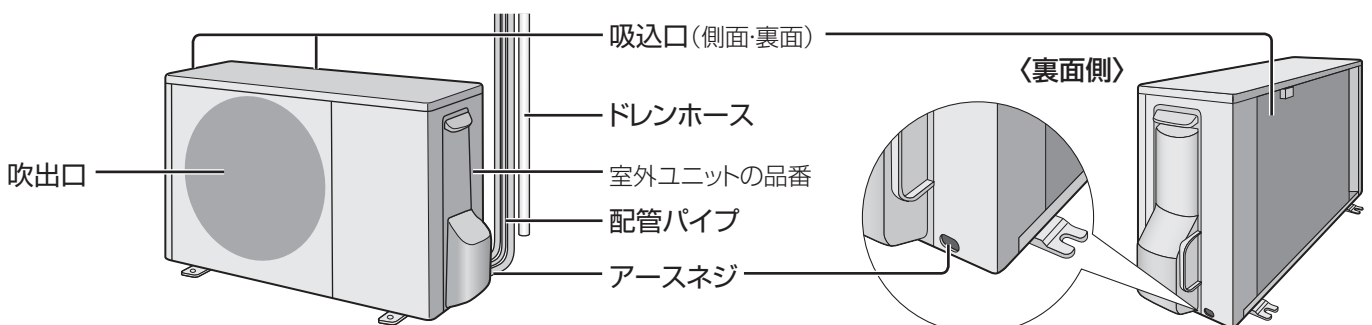 吸込口(側面・裏面)
〈裏面側〉
ドレンホース
吹出口
室外ユニットの品番
配管パイプ
アースネジ